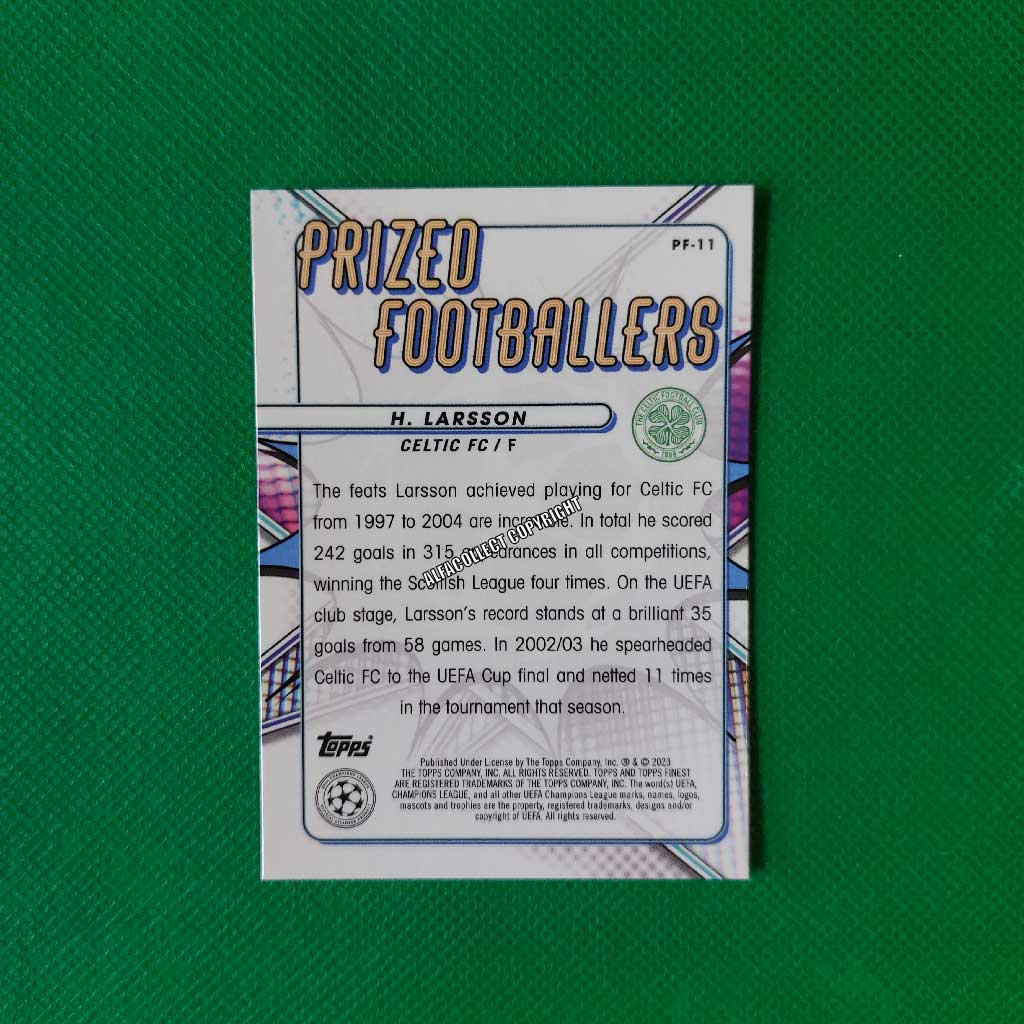 PRIZED
PF-11
FOOTBALLERS
H. LARSSON
THE CELTIC FOOTBALL CLUB
1888
CELTIC FC / F
The feats Larsson achieved playing for Celtic FC
from 1997 to 2004 are . In total he scored
242 goals in 315 in all competitions,
winning the Scottish League four times. On the UEFA
club stage, Larsson's record stands at a brilliant 35
goals from 58 games. In 2002/03 he spearheaded
Celtic FC to the UEFA Cup final and netted 11 times
in the tournament that season.
ALFACOLLECT COPYRIGHT
Topps®
Published Under License by The Topps Company, Inc. ® & © 2023
THE TOPPS COMPANY, INC. ALL RIGHTS RESERVED. TOPPS AND TOPPS FINEST
ARE REGISTERED TRADEMARKS OF THE TOPPS COMPANY, INC. The word(s) UEFA,
CHAMPIONS LEAGUE, and all other UEFA Champions League marks, names, logos,
mascots and trophies are the property, registered trademarks, designs and/or
copyright of UEFA. All rights reserved.